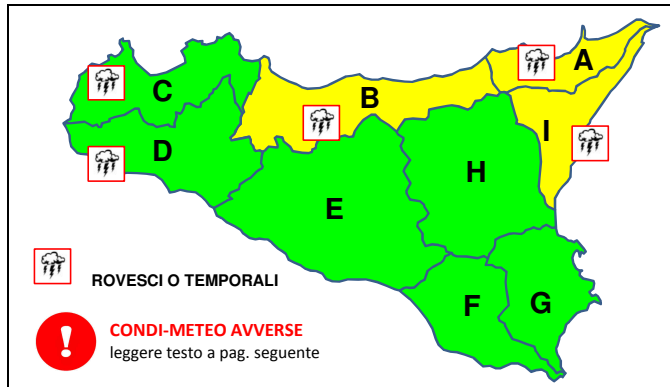 A
C
B
I
D
H
E
F
G
ROVESCI O TEMPORALI
CONDI-METEO AVVERSE
leggere testo a pag. seguente